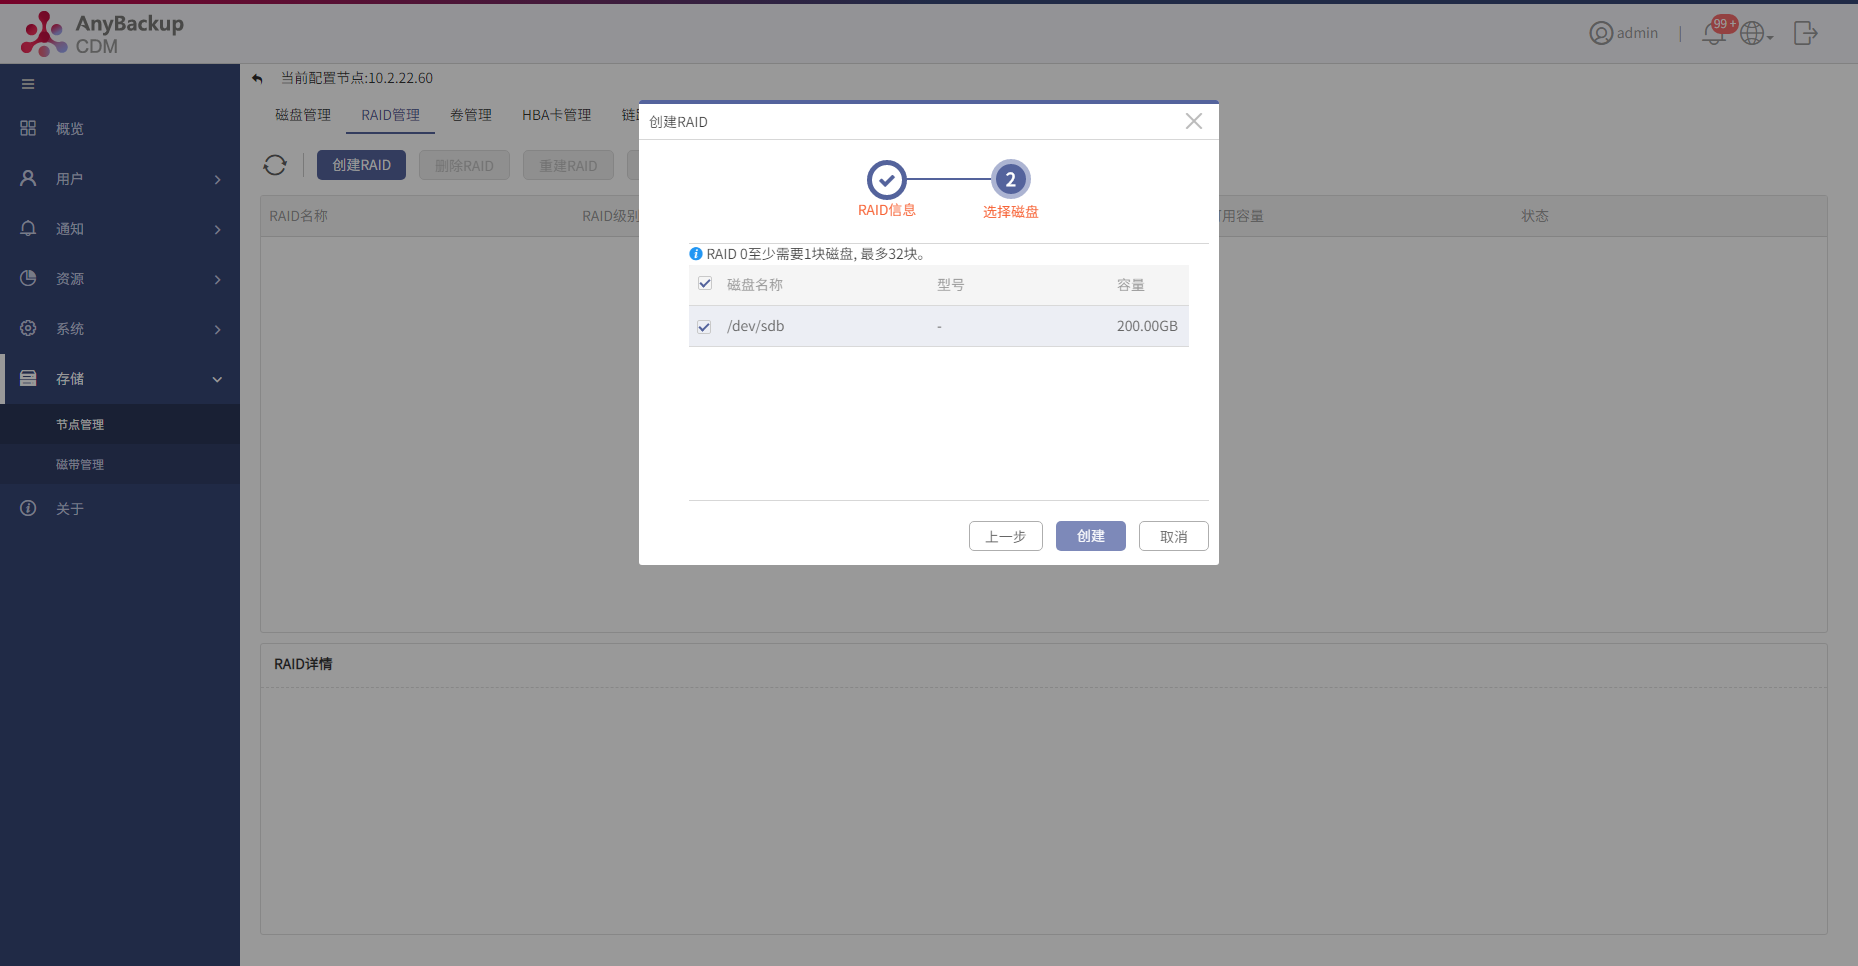 AnyBackup
CDM
admin
99 +
当前配置节点:10.2.22.60
概览
用户
通知
资源
系统
存储
节点管理
磁带管理
关于
磁盘管理 RAID管理 卷管理 HBA卡管理
创建RAID 删除RAID 重建RAID
RAID名称 RAID级别 用容量 状态
创建RAID
2
RAID信息 选择磁盘
RAID 0至少需要1块磁盘, 最多32块。
磁盘名称 型号 容量
/dev/sdb - 200.00GB
上一步 创建 取消
RAID详情